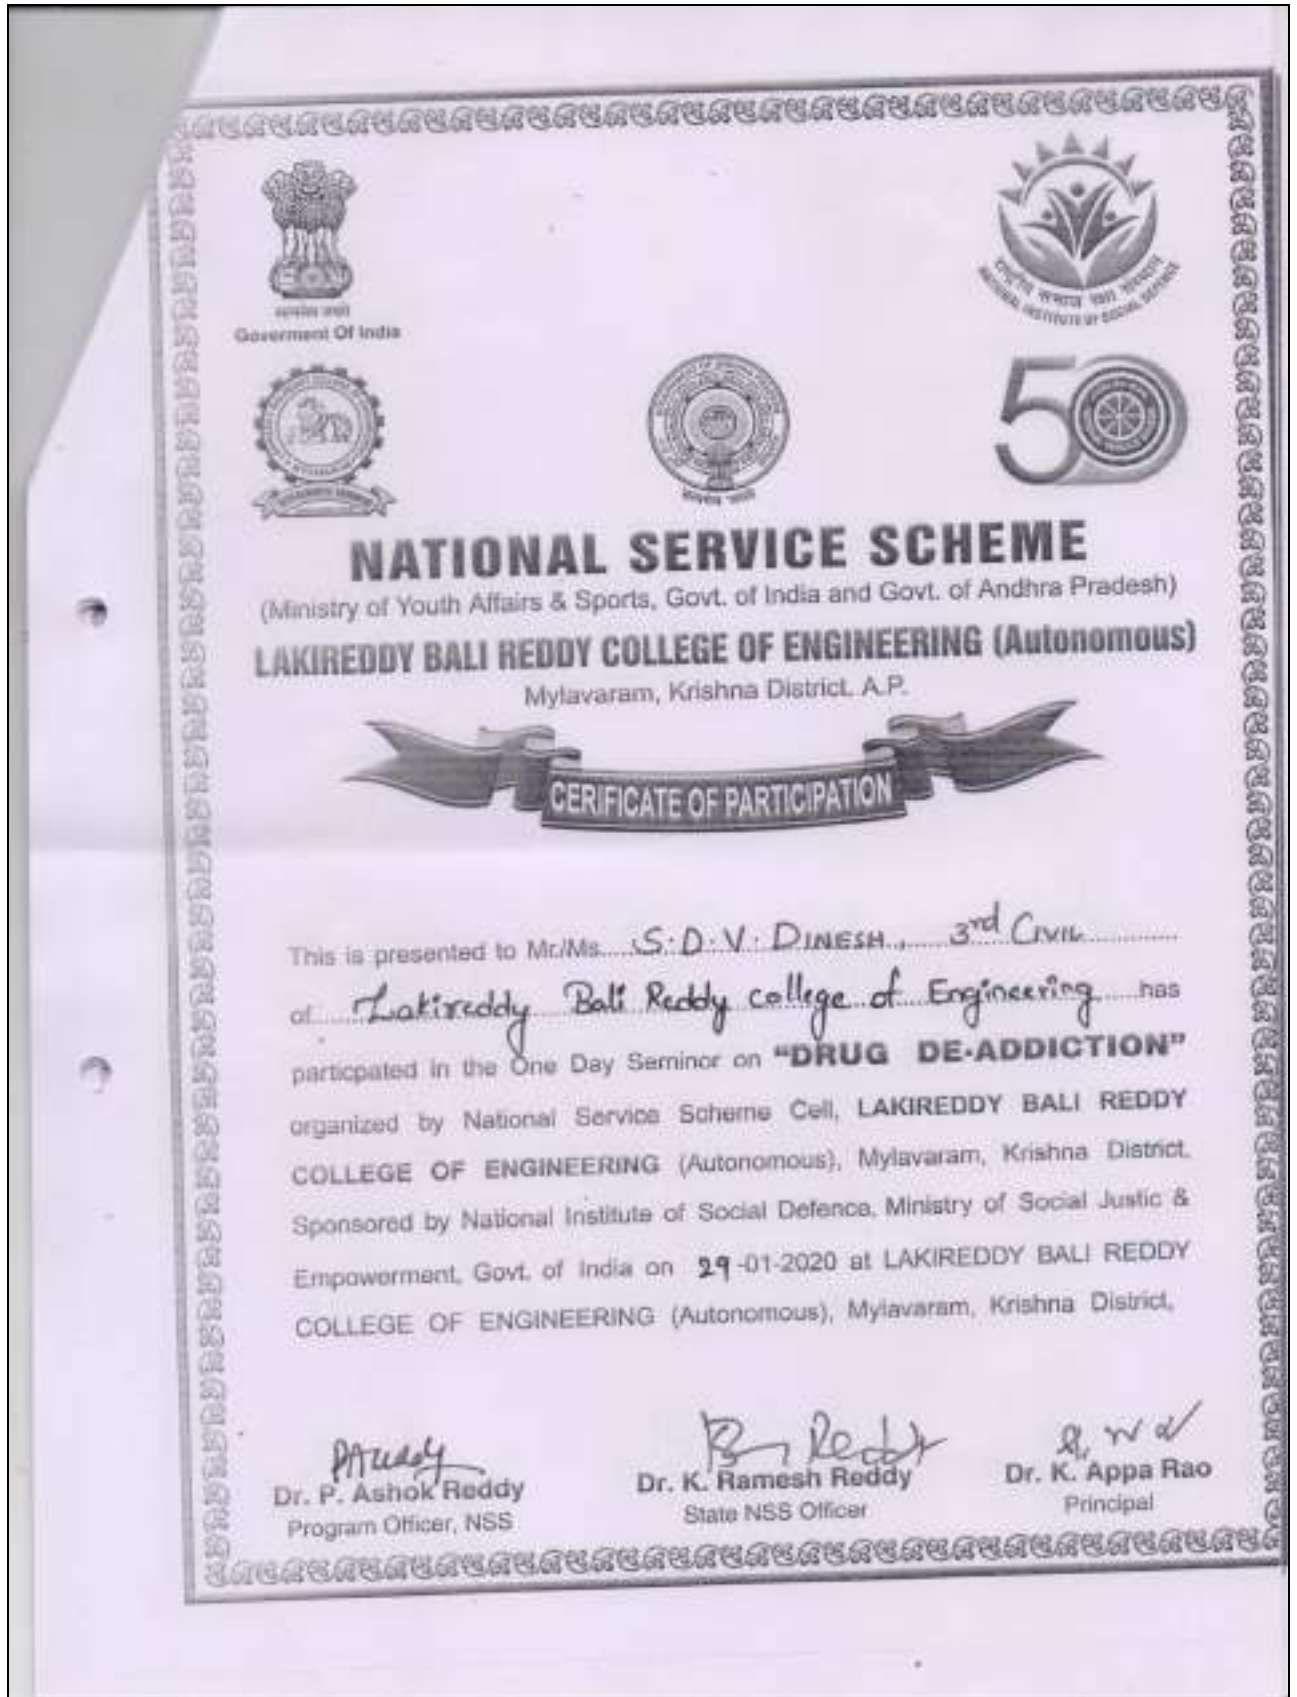 Goverment Of India
NATIONAL INSTITUTE OF SOCIAL DEFENCE
50
NATIONAL SERVICE SCHEME
(Ministry of Youth Affairs & Sports, Govt. of India and Govt. of Andhra Pradesh)
LAKIREDDY BALI REDDY COLLEGE OF ENGINEERING (Autonomous)
Mylavaram, Krishna District. A.P.
CERIFICATE OF PARTICIPATION
This is presented to Mr./Ms. S.D.V. DINESH, 3rd CIVIL
of Lakireddy Bali Reddy college of Engineering has
particpated in the One Day Seminor on “DRUG DE-ADDICTION”
organized by National Service Scheme Cell, LAKIREDDY BALI REDDY
COLLEGE OF ENGINEERING (Autonomous), Mylavaram, Krishna District.
Sponsored by National Institute of Social Defence, Ministry of Social Justic &
Empowerment, Govt. of India on 29-01-2020 at LAKIREDDY BALI REDDY
COLLEGE OF ENGINEERING (Autonomous), Mylavaram, Krishna District,
Dr. P. Ashok Reddy
Program Officer, NSS
Dr. K. Ramesh Reddy
State NSS Officer
Dr. K. Appa Rao
Principal